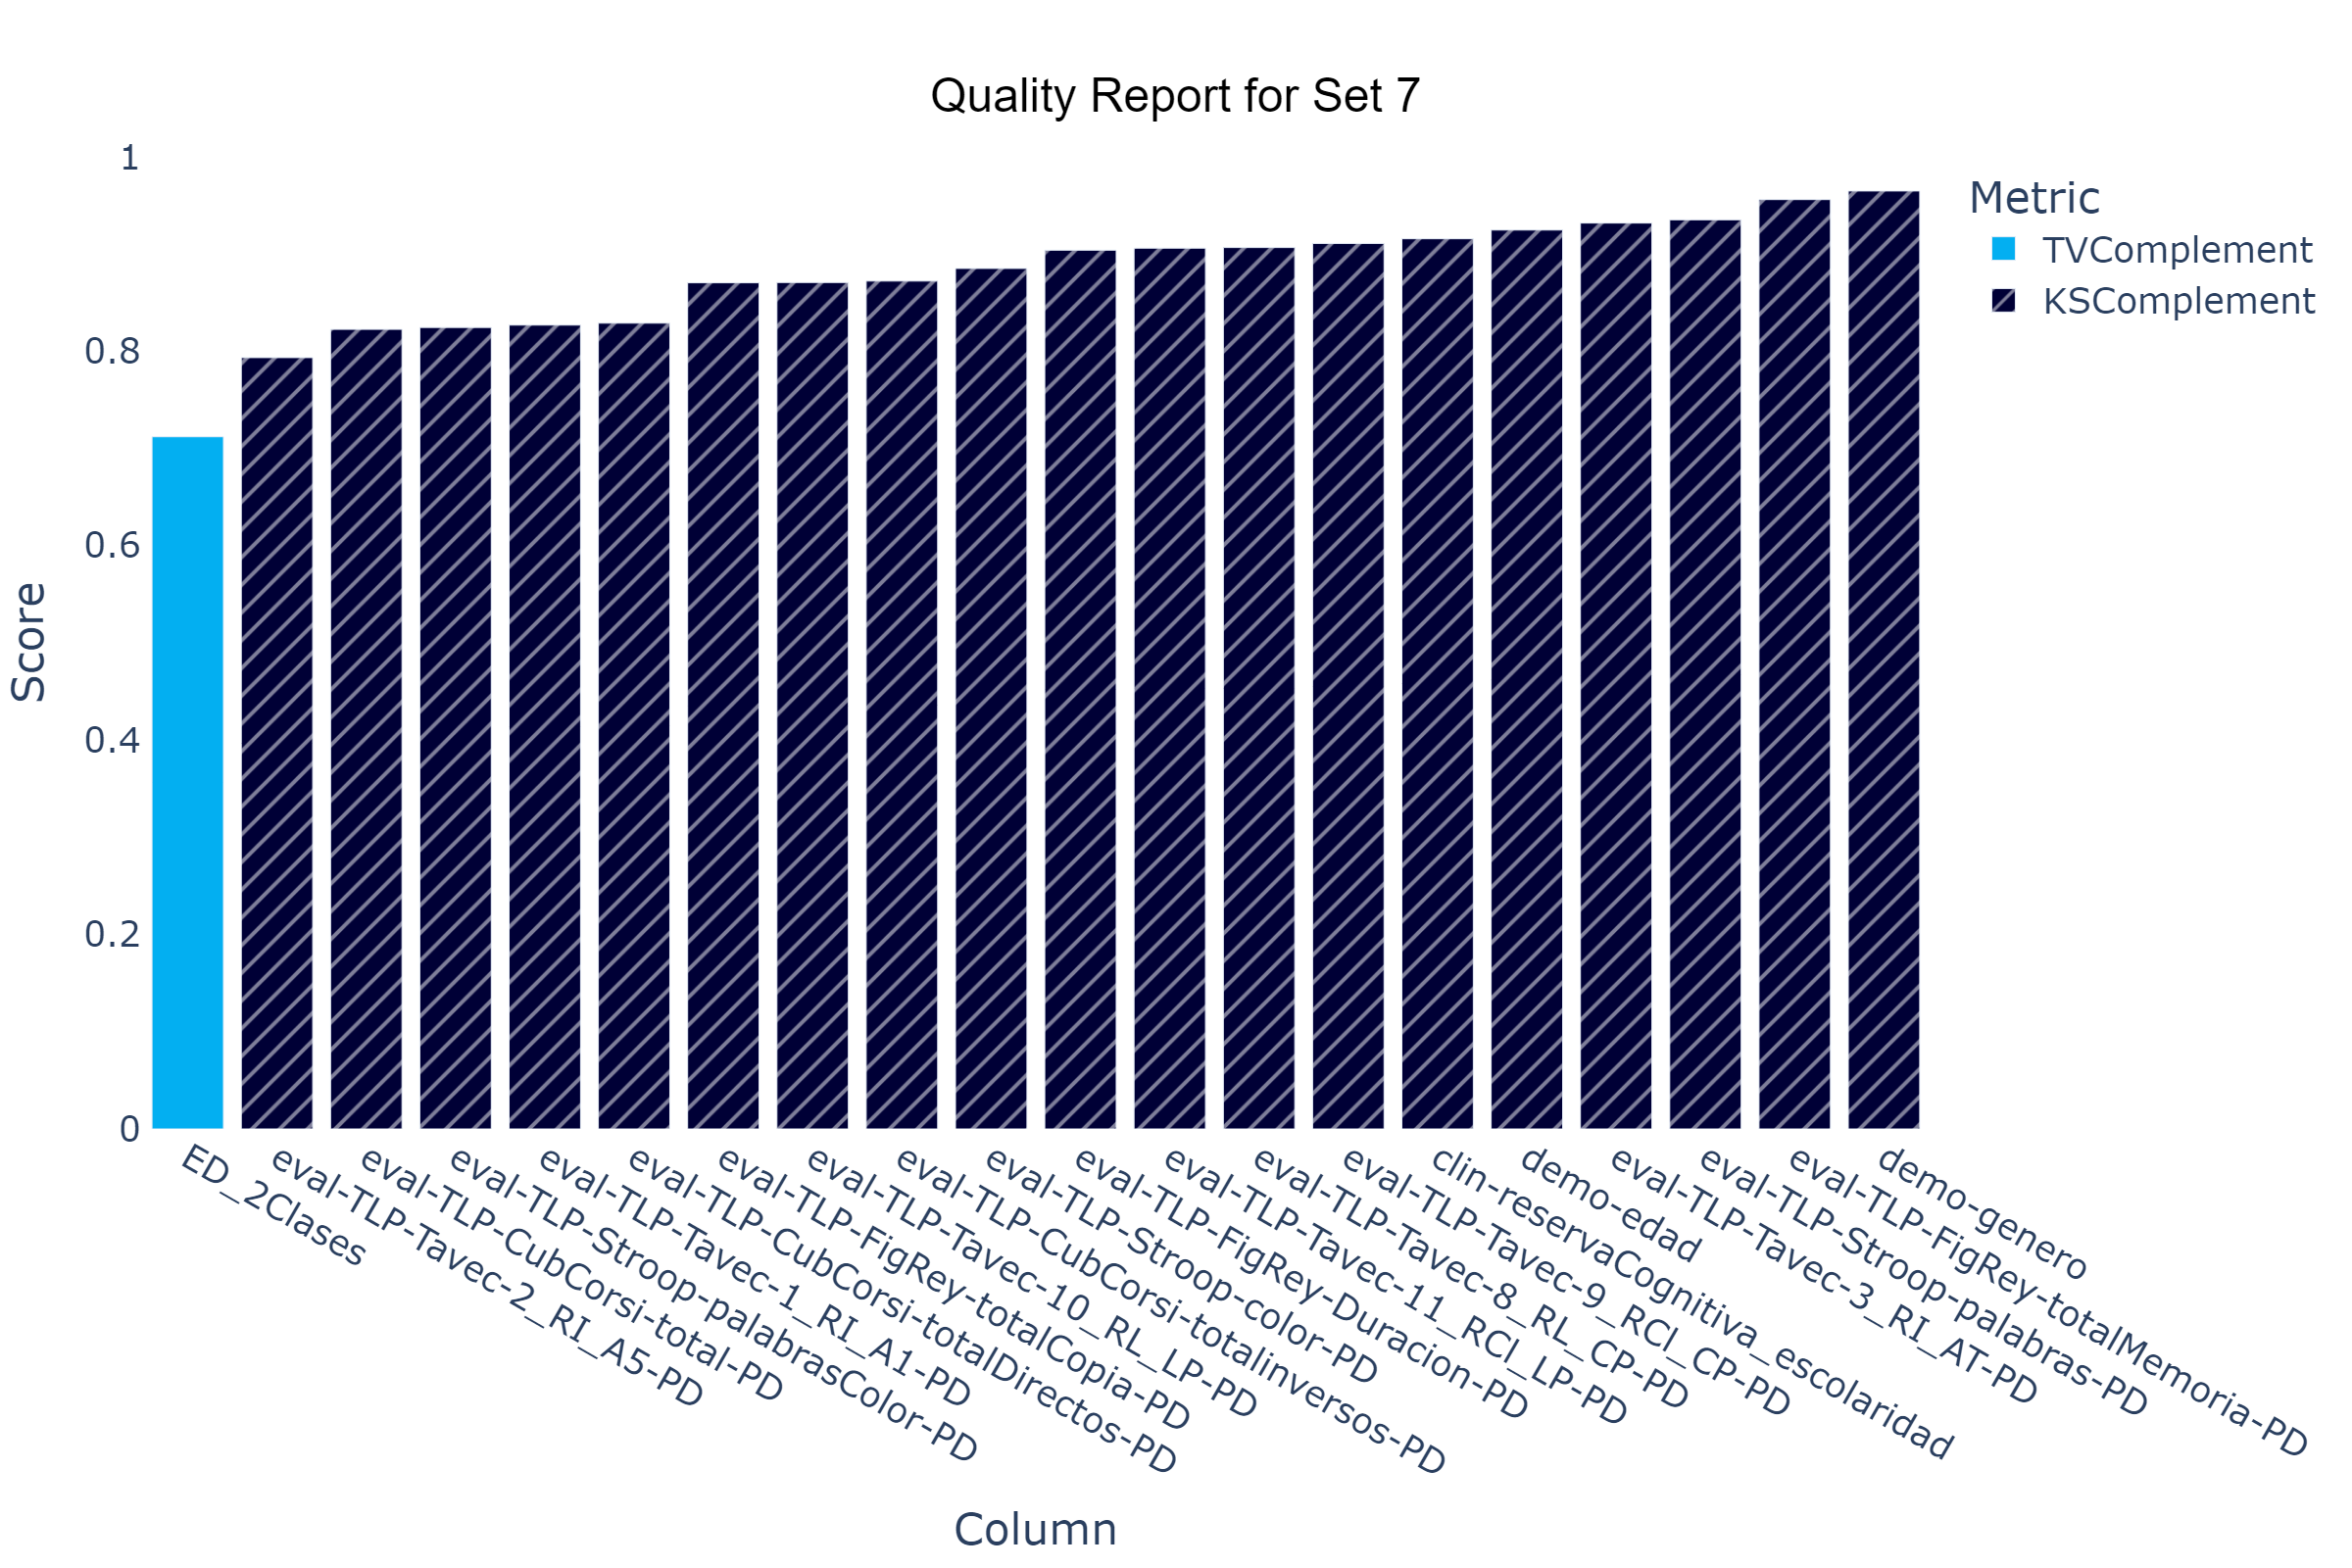 Quality Report for Set 7
1
0.8
0.6
0.4
0.2
0
Score
Metric
TVComplement
KSComplement
ED_2Clases
eval-TLP-Tavec-2_RI_A5-PD
eval-TLP-CubCorsi-total-PD
eval-TLP-Stroop-palabrasColor-PD
eval-TLP-Tavec-1_RI_A1-PD
eval-TLP-CubCorsi-totalDirectos-PD
eval-TLP-FigRey-totalCopia-PD
eval-TLP-Tavec-10_RL_LP-PD
eval-TLP-CubCorsi-totalinversos-PD
eval-TLP-Stroop-color-PD
eval-TLP-FigRey-Duracion-PD
eval-TLP-Tavec-11_RCl_LP-PD
eval-TLP-Tavec-8_RL_CP-PD
eval-TLP-Tavec-9_RCl_CP-PD
clin-reservaCognitiva_escolaridad
demo-edad
eval-TLP-Tavec-3_RI_AT-PD
eval-TLP-Stroop-palabras-PD
eval-TLP-FigRey-totalMemoria-PD
demo-genero
Column